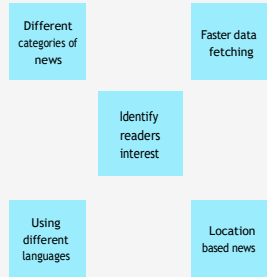 Different
categories of
news
Faster data
fetching
Identify
readers
interest
Using
different
languages
Location
based news